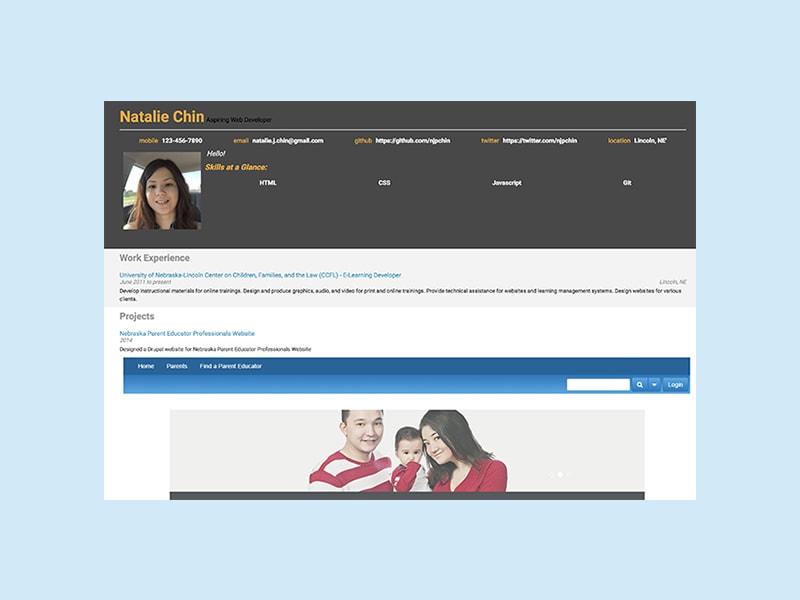 Natalie Chin Aspiring Web Developer
mobile 123-456-7890 email natalie.j.chin@gmail.com github https://github.com/njpchin twitter https://twitter.com/njpchin location Lincoln, NE'
Hello!
Skills at a Glance:
HTML CSS Javascript Git
Work Experience
University of Nebraska-Lincoln Center on Children, Families, and the Law (CCFL) - E-Learning Developer
June 2011 to present Lincoln, NE
Develop instructional materials for online trainings. Design and produce graphics, audio, and video for print and online trainings. Provide technical assistance for websites and learning management systems. Design websites for various
clients.
Projects
Nebraska Parent Educator Professionals Website
2014
Designed a Drupal website for Nebraska Parent Educator Professionals Website
Home Parents Find a Parent Educator
Login